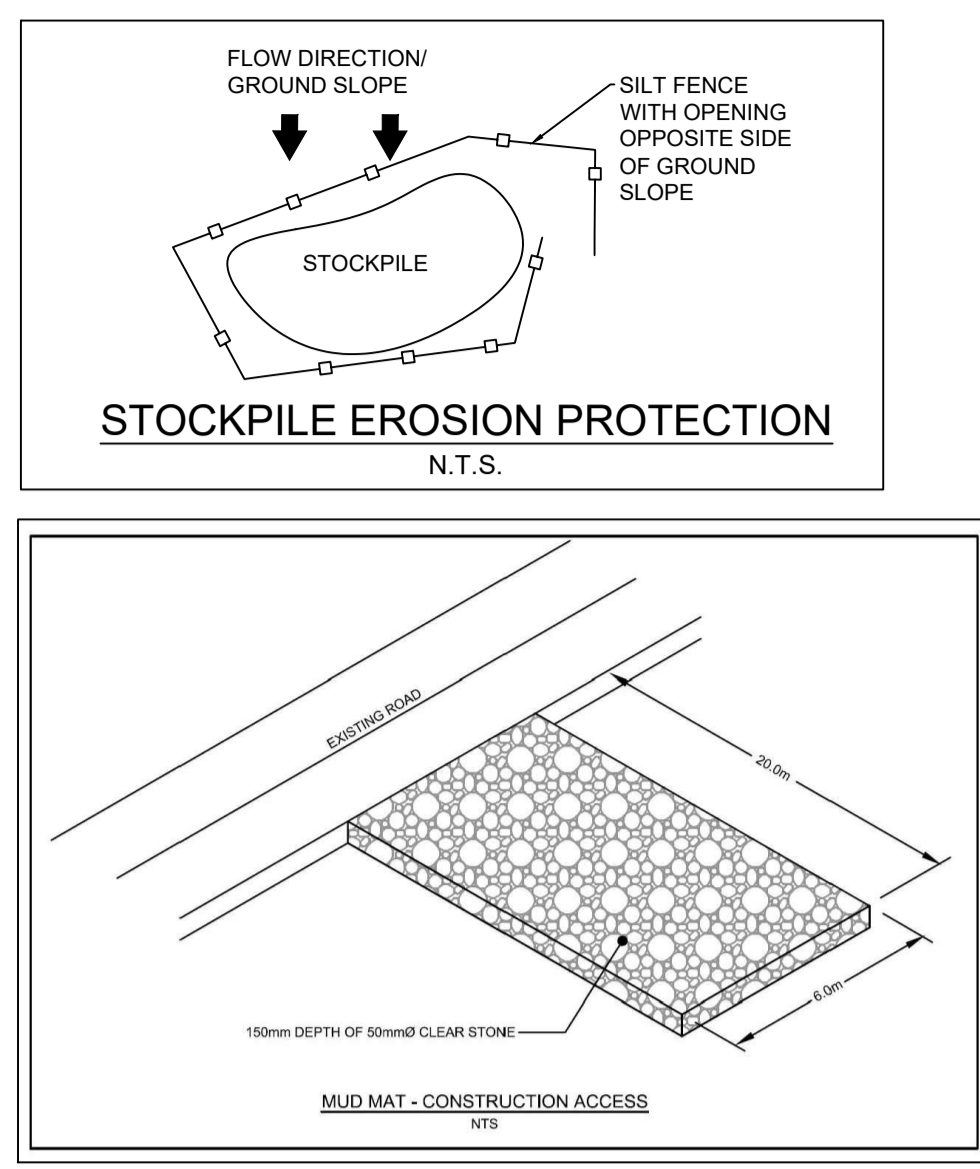 FLOW DIRECTION/
GROUND SLOPE
SILT FENCE
WITH OPENING
OPPOSITE SIDE
OF GROUND
SLOPE
STOCKPILE
STOCKPILE EROSION PROTECTION
N.T.S.
EXISTING ROAD
20.0m
6.0m
150mm DEPTH OF 50mmØ CLEAR STONE
MUD MAT - CONSTRUCTION ACCESS
NTS